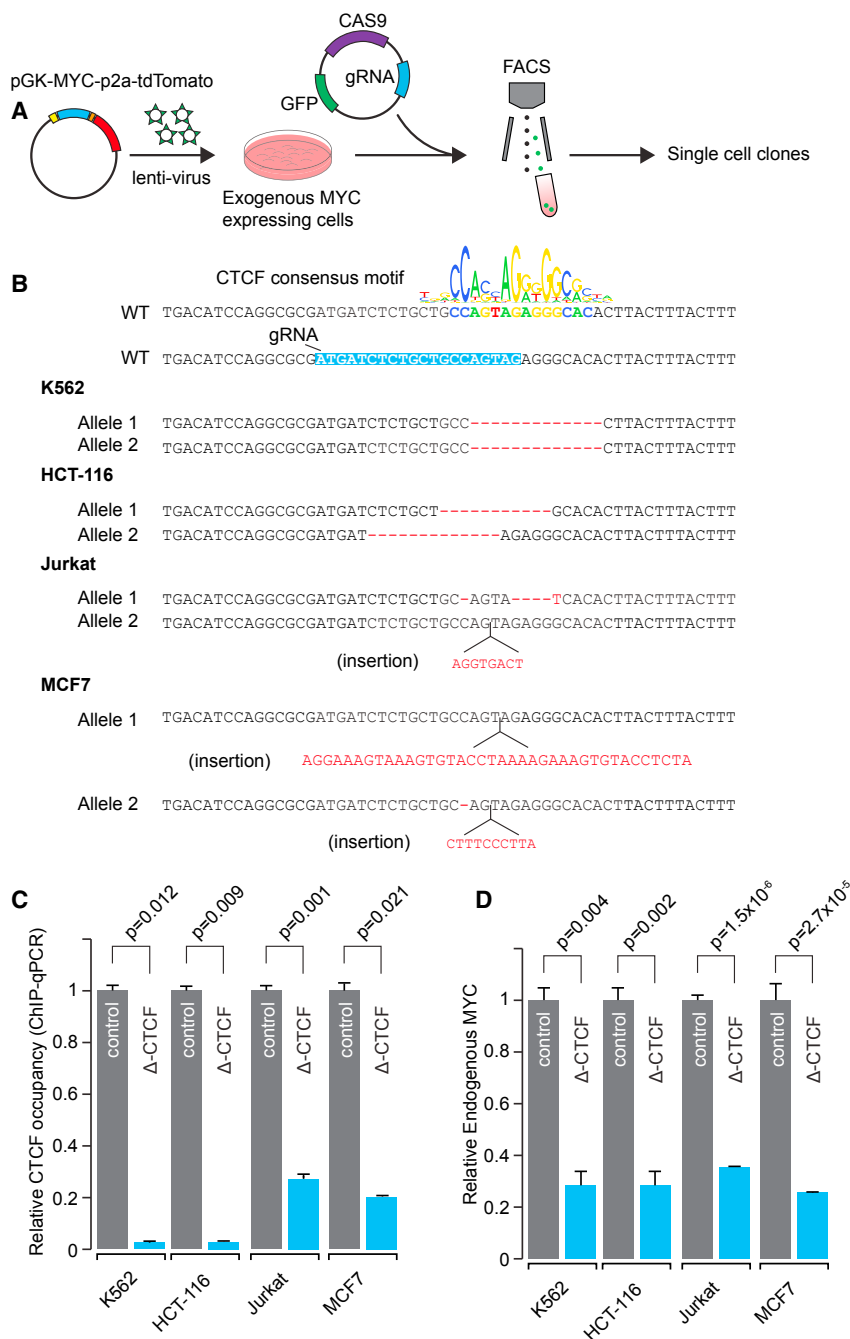 A
pGK-MYC-p2a-tdTomato
lenti-virus
Exogenous MYC
expressing cells
CAS9
gRNA
GFP
FACS
Single cell clones
B
CTCF consensus motif
WT TGACATCCAGGCGCGATGATCTCTGCTGCCAGTAGAGGGCACACTTACTTTACTTT
gRNA
WT TGACATCCAGGCGCGATGATCTCTGCTGCCAGTAGAGGGCACACTTACTTTACTTT
K562
Allele 1 TGACATCCAGGCGCGATGATCTCTGCTGCC-------------CTTACTTTACTTT
Allele 2 TGACATCCAGGCGCGATGATCTCTGCTGCC-------------CTTACTTTACTTT
HCT-116
Allele 1 TGACATCCAGGCGCGATGATCTCTGCT-----------GCACACTTACTTTACTTT
Allele 2 TGACATCCAGGCGCGATGAT-------------AGAGGGCACACTTACTTTACTTT
Jurkat
Allele 1 TGACATCCAGGCGCGATGATCTCTGCTGC-AGTA----TCACACTTACTTTACTTT
Allele 2 TGACATCCAGGCGCGATGATCTCTGCTGCCAGTAGAGGGCACACTTACTTTACTTT
(insertion) AGGTGACT
MCF7
Allele 1 TGACATCCAGGCGCGATGATCTCTGCTGCCAGTAGAGGGCACACTTACTTTACTTT
(insertion) AGGAAAGTAAAGTGTACCTAAAAGAAAGTGTACCTCTA
Allele 2 TGACATCCAGGCGCGATGATCTCTGCTGC-AGTAGAGGGCACACTTACTTTACTTT
(insertion) CTTTCCCTTA
C
Relative CTCF occupancy (ChIP-qPCR)
p=0.012
p=0.009
p=0.001
p=0.021
1
0.8
0.6
0.4
0.2
0
control
Δ-CTCF
control
Δ-CTCF
control
Δ-CTCF
control
Δ-CTCF
K562
HCT-116
Jurkat
MCF7
D
Relative Endogenous MYC
p=0.004
p=0.002
p=1.5x10⁻⁶
p=2.7x10⁻⁵
1
0.8
0.6
0.4
0.2
0
control
Δ-CTCF
control
Δ-CTCF
control
Δ-CTCF
control
Δ-CTCF
K562
HCT-116
Jurkat
MCF7